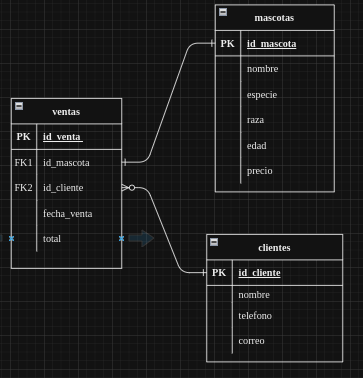 mascotas
PK id_mascota
nombre
especie
raza
edad
precio
ventas
PK id_venta
FK1 id_mascota
FK2 id_cliente
fecha_venta
total
clientes
PK id_cliente
nombre
telefono
correo